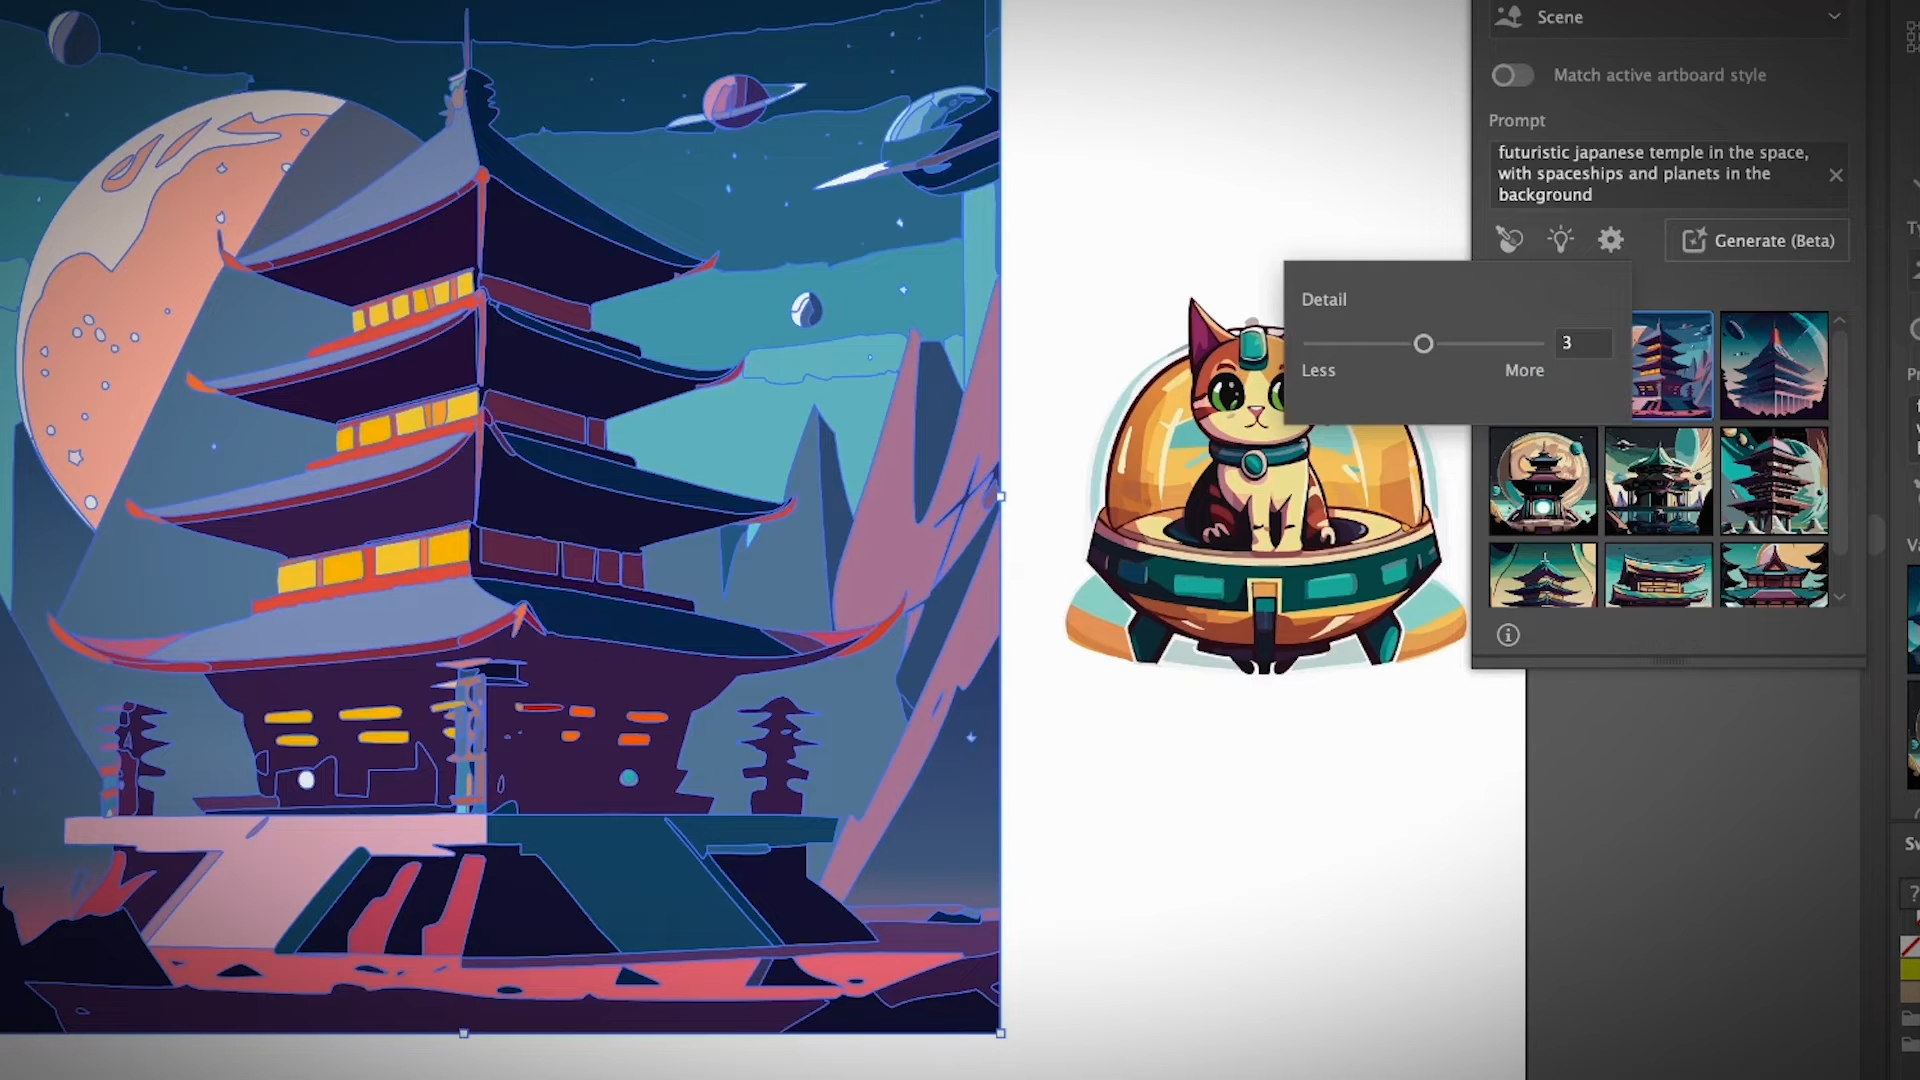 Scene
Match active artboard style
Prompt
futuristic japanese temple in the space,
with spaceships and planets in the
background
Generate (Beta)
Detail
3
Less
More